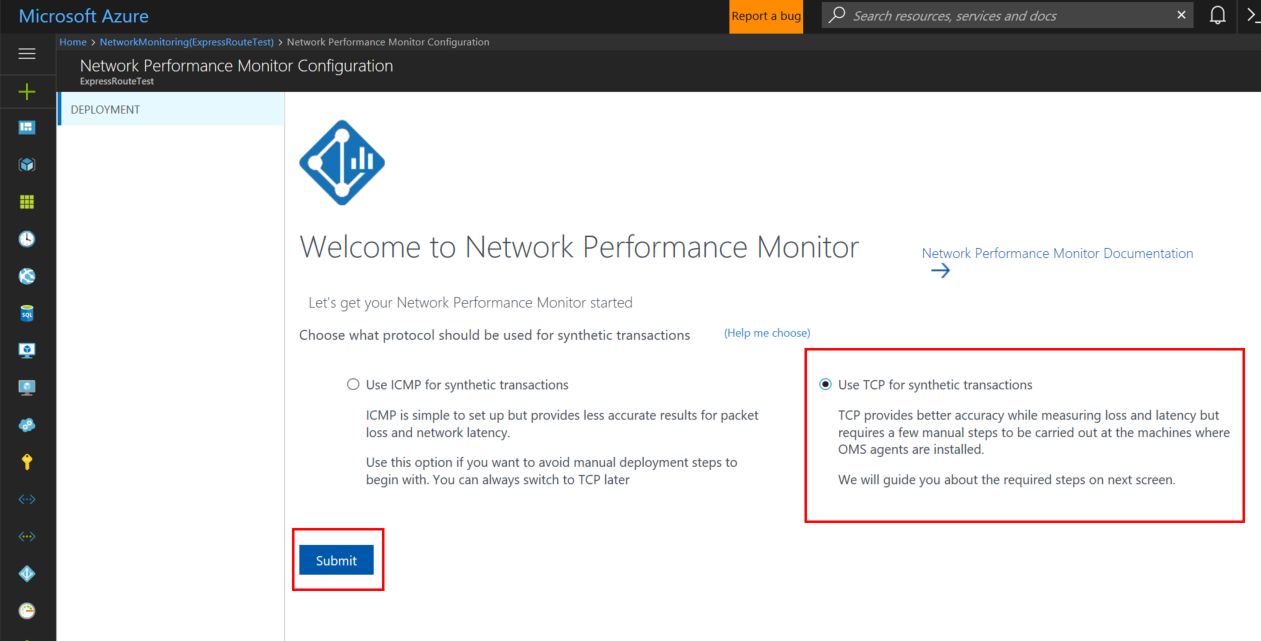 Microsoft Azure
Report a bug
Search resources, services and docs
Home > NetworkMonitoring(ExpressRouteTest) > Network Performance Monitor Configuration
Network Performance Monitor Configuration
ExpressRouteTest
DEPLOYMENT
Welcome to Network Performance Monitor
Network Performance Monitor Documentation
Let's get your Network Performance Monitor started
Choose what protocol should be used for synthetic transactions
(Help me choose)
Use ICMP for synthetic transactions
ICMP is simple to set up but provides less accurate results for packet
loss and network latency.
Use this option if you want to avoid manual deployment steps to
begin with. You can always switch to TCP later
Use TCP for synthetic transactions
TCP provides better accuracy while measuring loss and latency but
requires a few manual steps to be carried out at the machines where
OMS agents are installed.
We will guide you about the required steps on next screen.
Submit
SQL